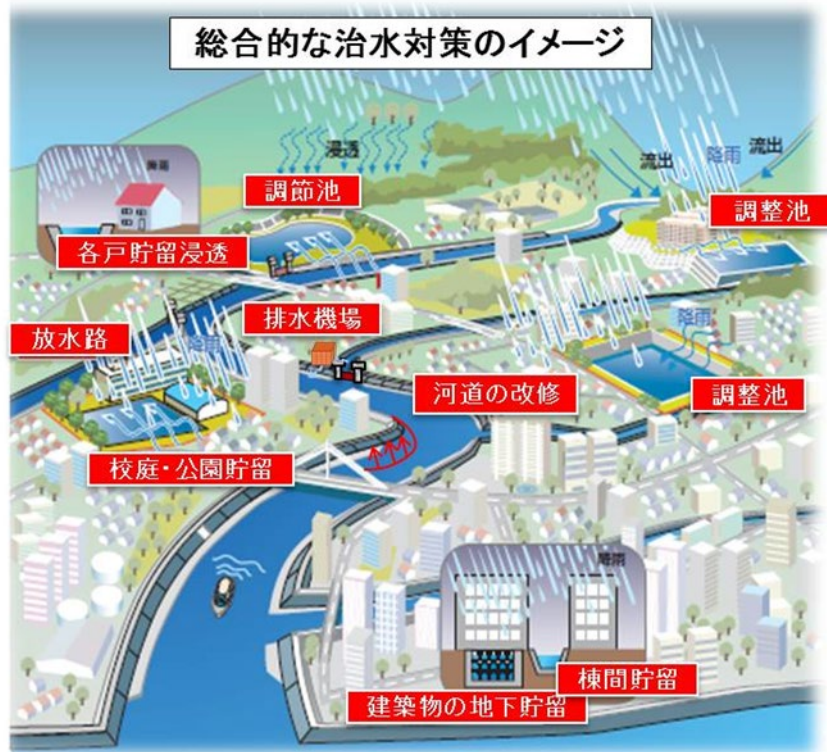 総合的な治水対策のイメージ
降雨
浸透
流出
降雨
流出
調節池
調整池
各戸貯留浸透
放水路
降雨
排水機場
降雨
河道の改修
調整池
校庭・公園貯留
降雨
棟間貯留
建築物の地下貯留